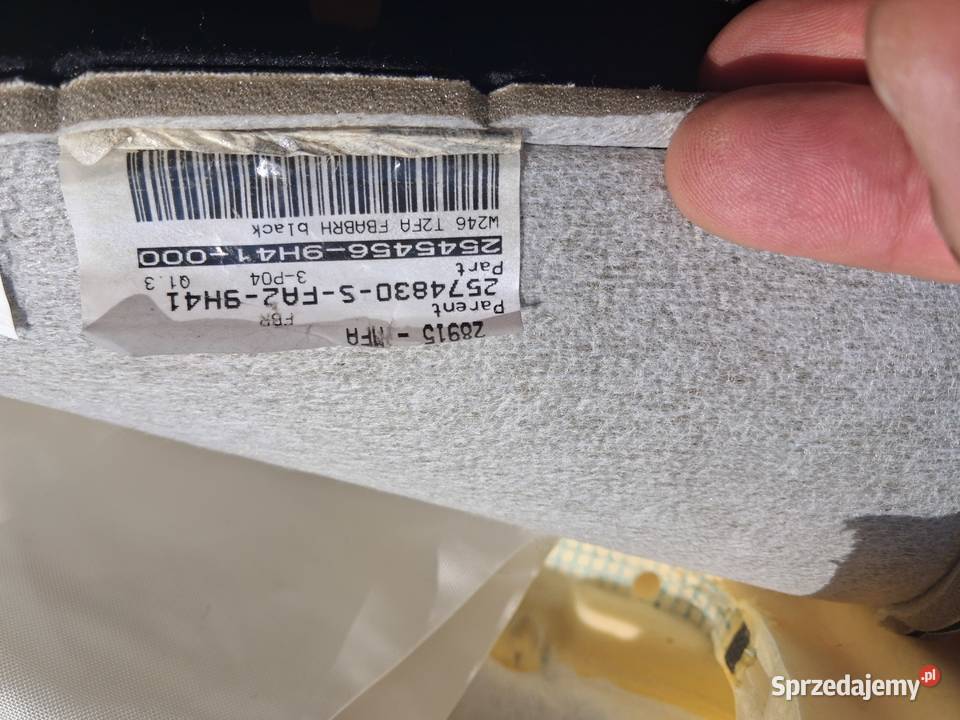 28915 - MFA
FBR
Parent
2574830-S-FA2-9H41
3-P04 Q1.3
Part
2545456-9H41-000
W246 T2FA FBABRH black
Sprzedajemy.pl